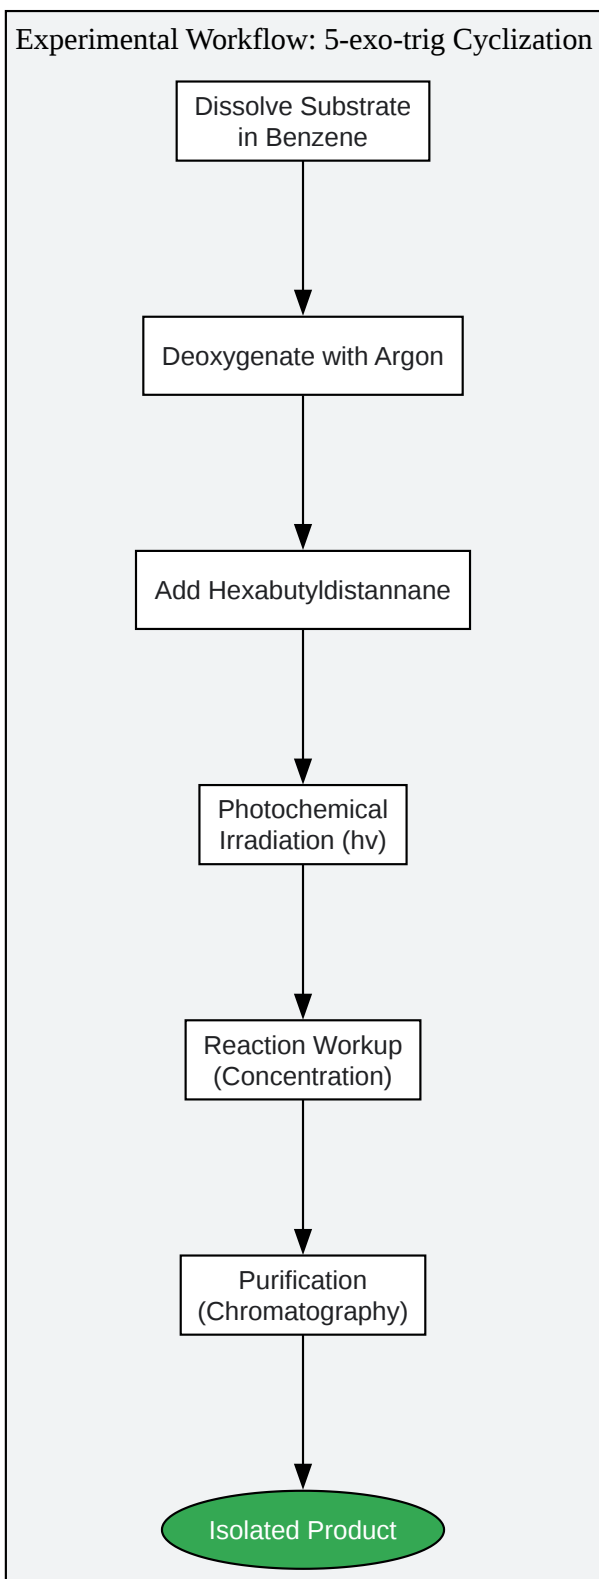 Experimental Workflow: 5-exo-trig Cyclization
Dissolve Substrate
in Benzene
Deoxygenate with Argon
Add Hexabutyldistannane
Photochemical
Irradiation (hv)
Reaction Workup
(Concentration)
Purification
(Chromatography)
Isolated Product